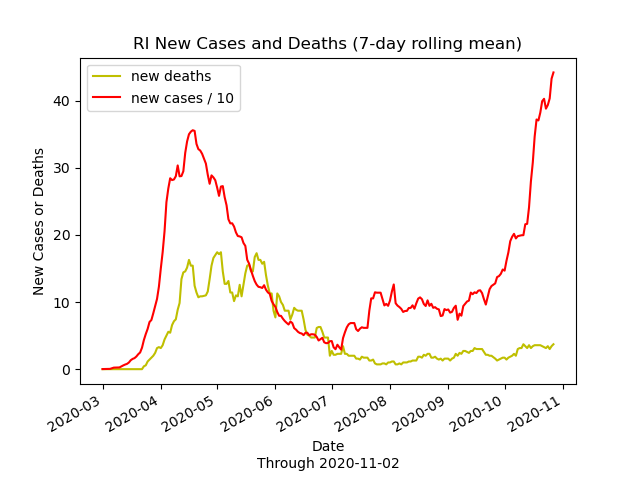 RI New Cases and Deaths (7-day rolling mean)
new deaths
new cases / 10
New Cases or Deaths
40
30
20
10
0
2020-03
2020-04
2020-05
2020-06
2020-07
2020-08
2020-09
2020-10
2020-11
Date
Through 2020-11-02